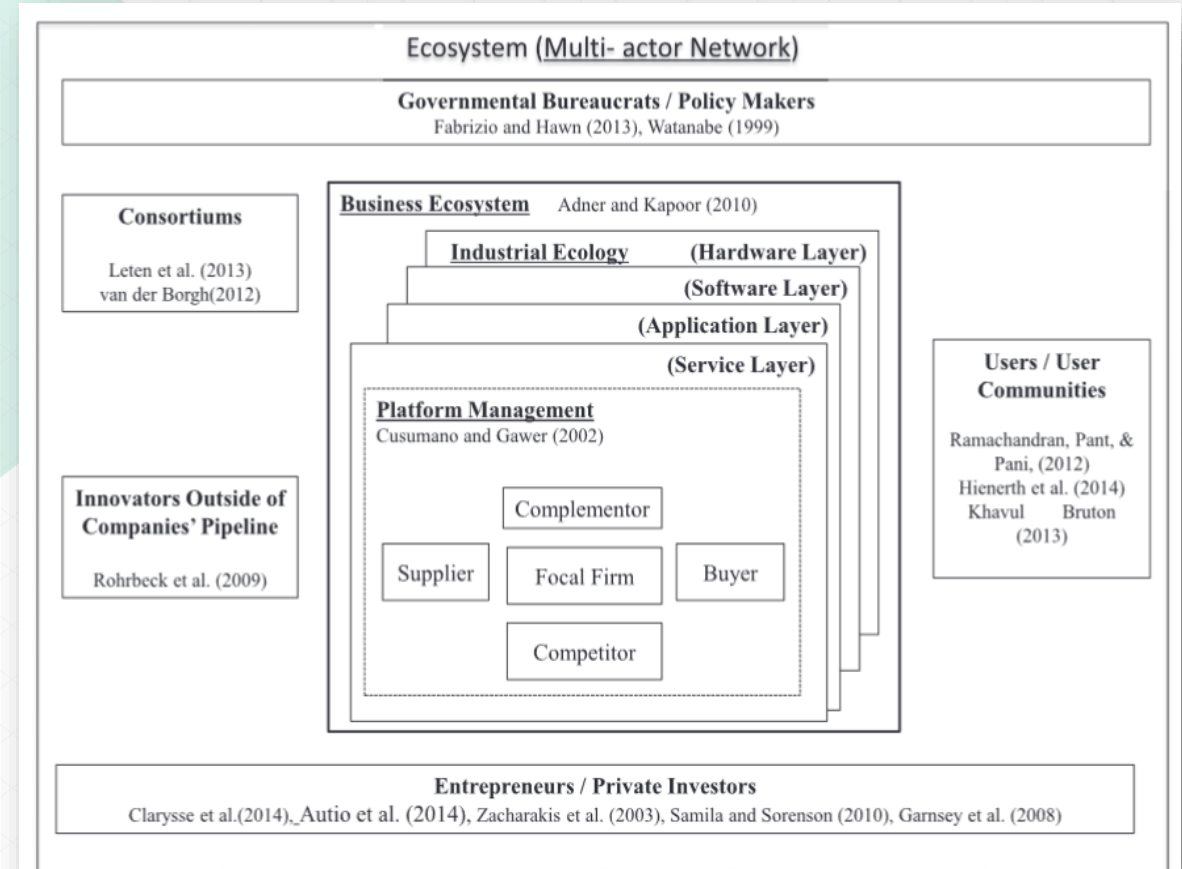 Ecosystem (Multi- actor Network)
Governmental Bureaucrats / Policy Makers
Fabrizio and Hawn (2013), Watanabe (1999)
Consortiums
Leten et al. (2013)
van der Borgh(2012)
Innovators Outside of
Companies’ Pipeline
Rohrbeck et al. (2009)
Business Ecosystem Adner and Kapoor (2010)
Industrial Ecology (Hardware Layer)
(Software Layer)
(Application Layer)
(Service Layer)
Platform Management
Cusumano and Gawer (2002)
Complementor
Supplier
Focal Firm
Buyer
Competitor
Users / User
Communities
Ramachandran, Pant, &
Pani, (2012)
Hienerth et al. (2014)
Khavul Bruton
(2013)
Entrepreneurs / Private Investors
Clarysse et al.(2014), Autio et al. (2014), Zacharakis et al. (2003), Samila and Sorenson (2010), Garnsey et al. (2008)